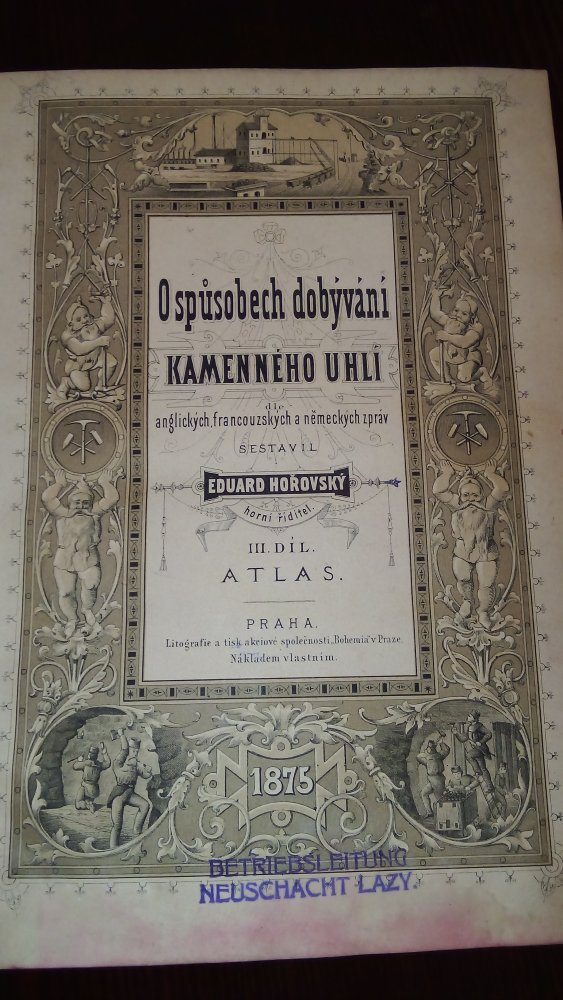 O spůsobech dobývání
KAMENNÉHO UHLÍ
dle
anglických, francouzských a německých zpráv
SESTAVIL
EDUARD HOŘOVSKÝ
horní řiditel.
III. DÍL.
ATLAS.
PRAHA.
Litografie a tisk akciové společnosti „Bohemia" v Praze.
Nákladem vlastním.
1875
BETRIEBSLEITUNG
NEUSCHACHT LAZY.